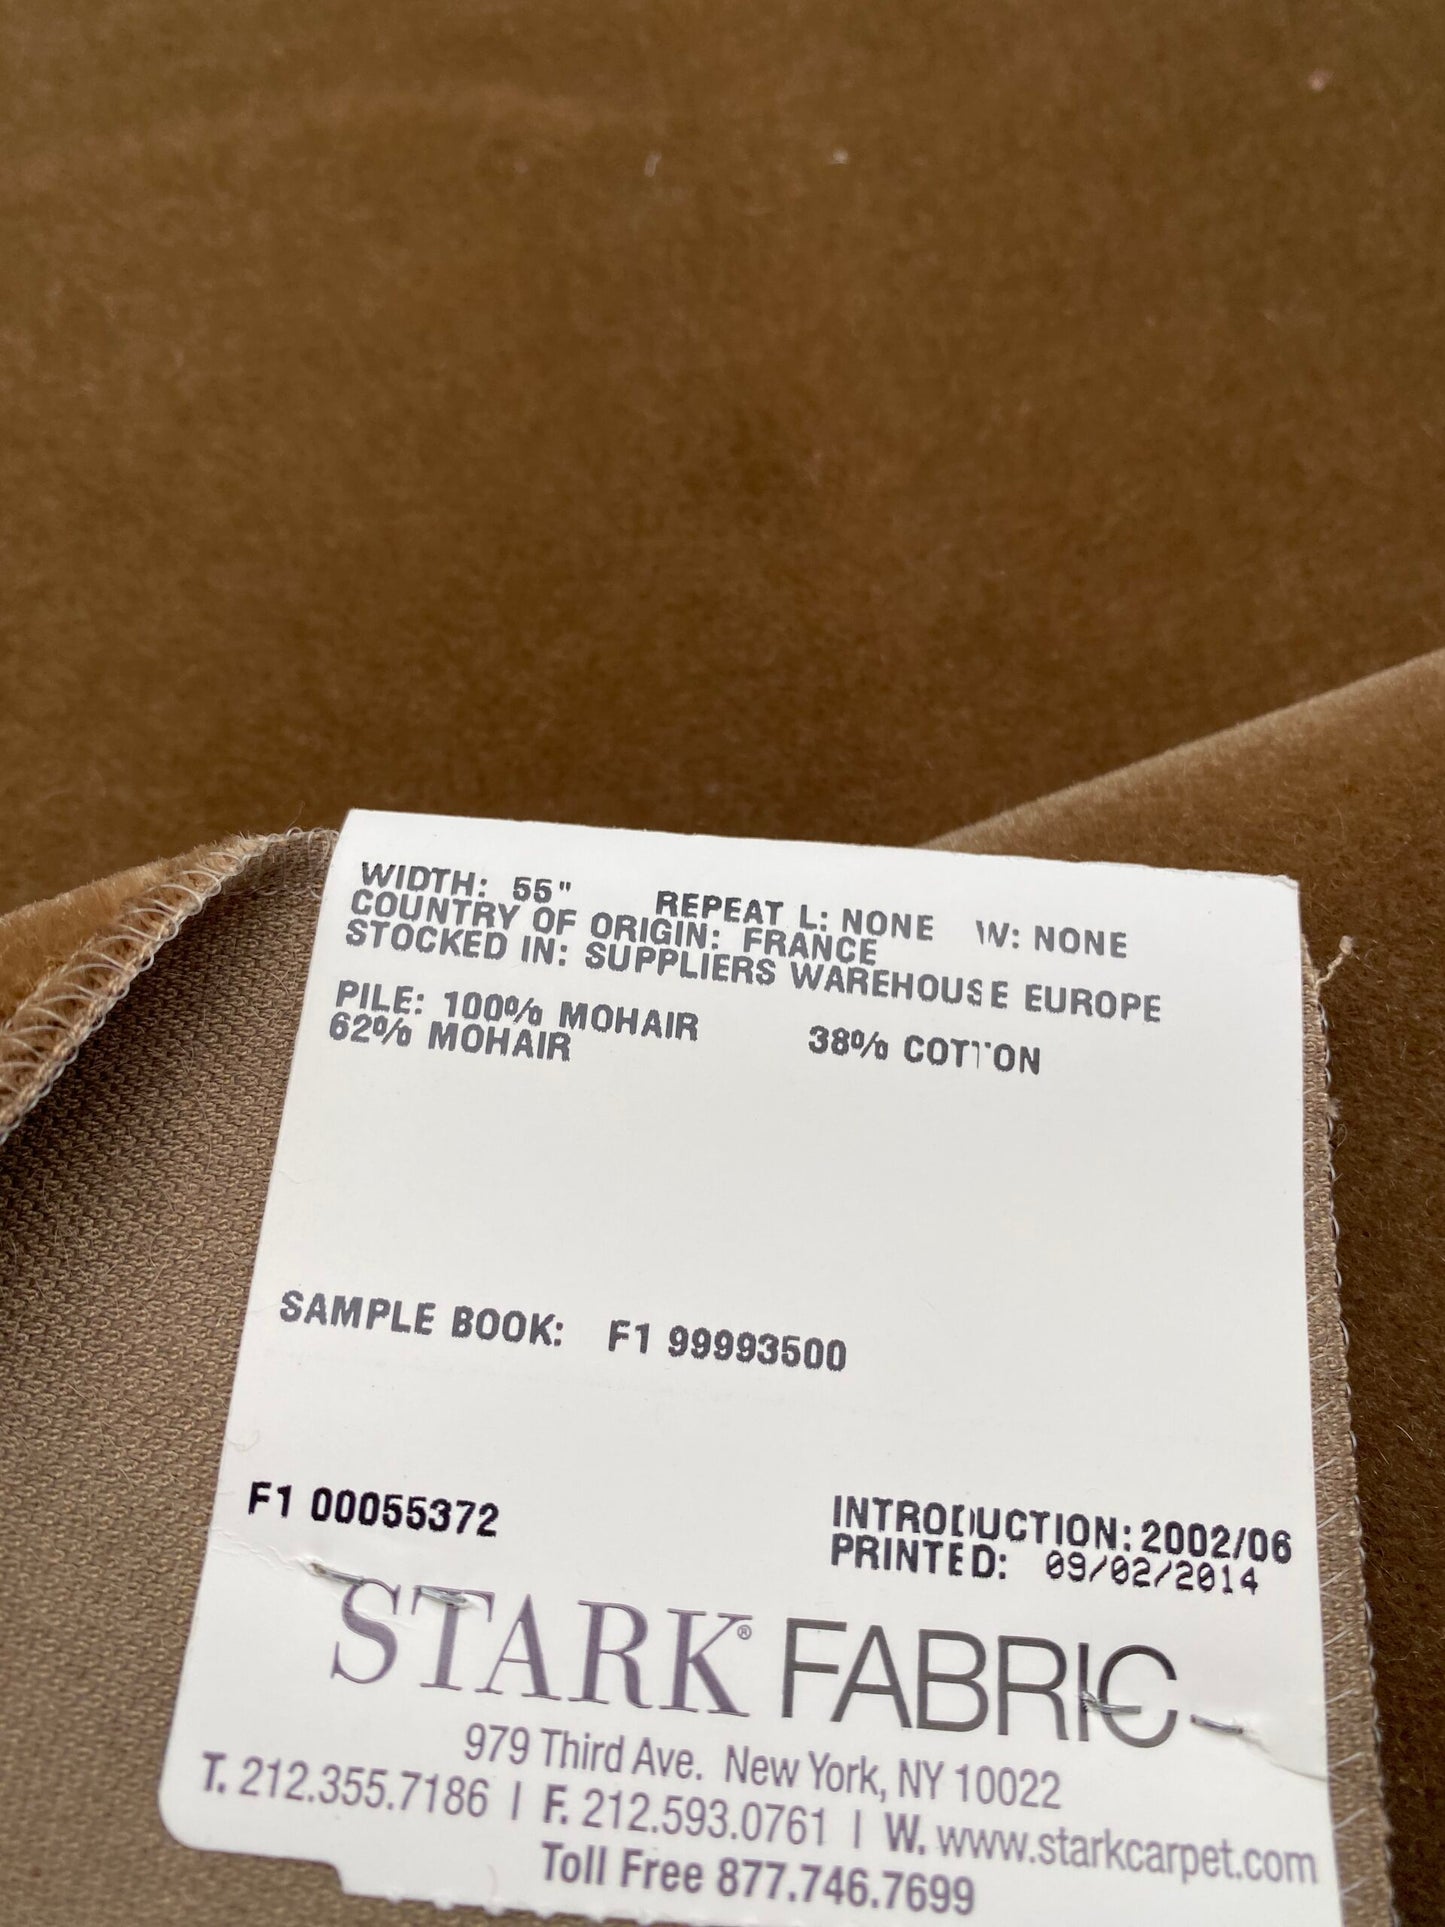 WIDTH: 55" REPEAT L: NONE W: NONE
COUNTRY OF ORIGIN: FRANCE
STOCKED IN: SUPPLIERS WAREHOUSE EUROPE
PILE: 100% MOHAIR
62% MOHAIR 38% COTTON
SAMPLE BOOK: F1 99993500
F1 00055372
INTRODUCTION: 2002/06
PRINTED: 09/02/2014
STARK® FABRIC
979 Third Ave. New York, NY 10022
T. 212.355.7186 | F. 212.593.0761 | W. www.starkcarpet.com
Toll Free 877.746.7699